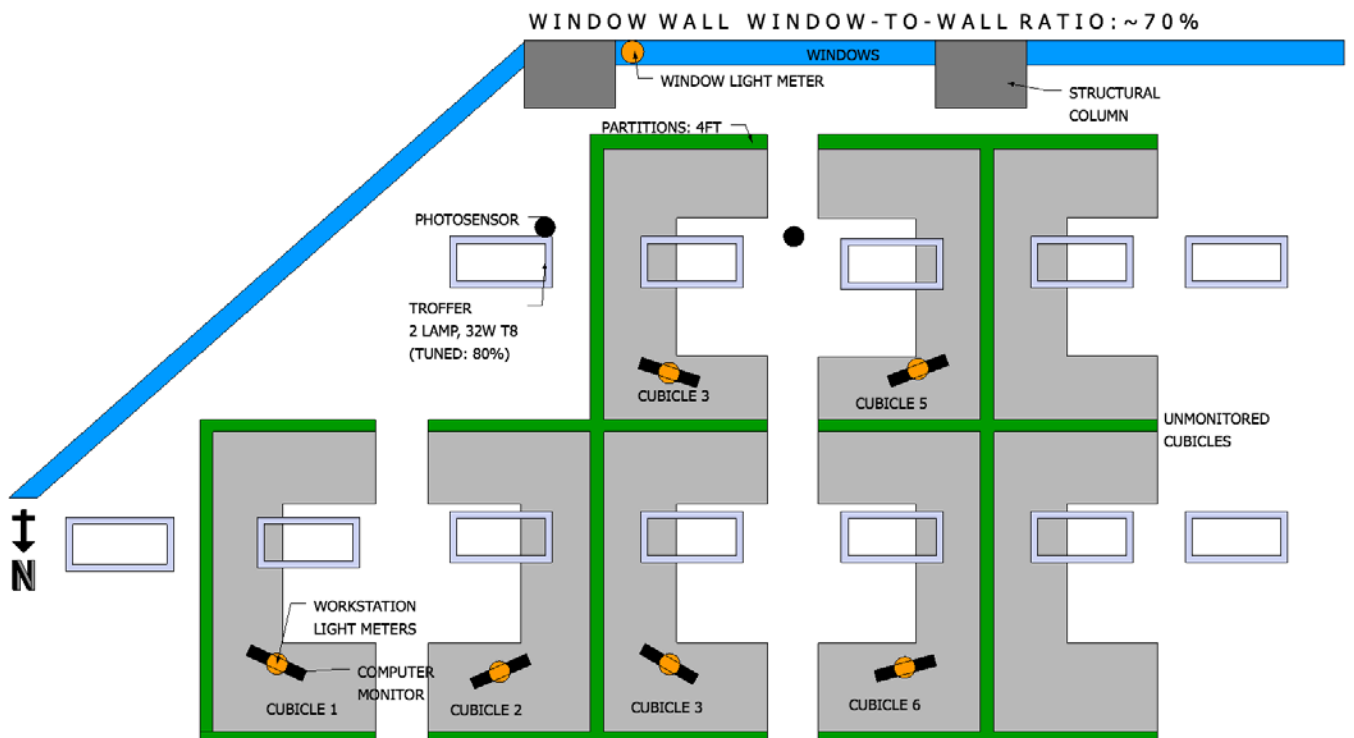 WINDOW WALL WINDOW-TO-WALL RATIO:~70%
WINDOWS
WINDOW LIGHT METER
STRUCTURAL
COLUMN
PARTITIONS: 4FT
PHOTOSENSOR
TROFFER
2 LAMP, 32W T8
(TUNED: 80%)
CUBICLE 3
CUBICLE 5
UNMONITORED
CUBICLES
N
WORKSTATION
LIGHT METERS
COMPUTER
MONITOR
CUBICLE 1
CUBICLE 2
CUBICLE 3
CUBICLE 6